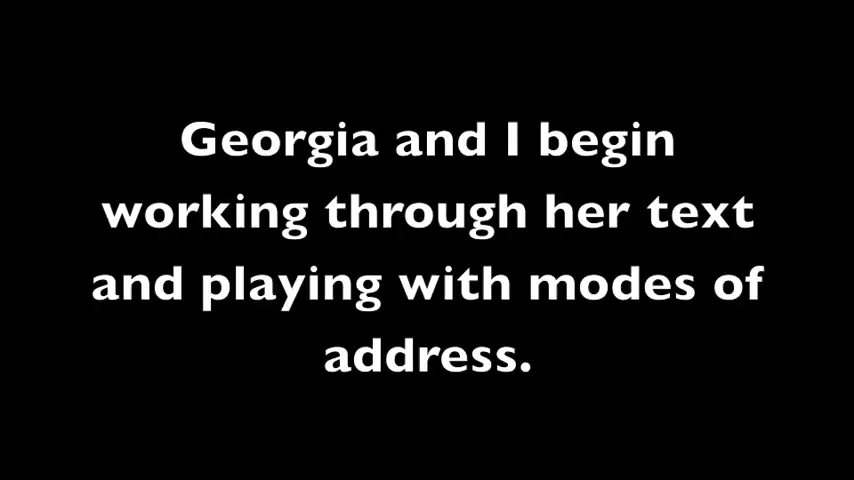 Georgia and I begin
working through her text
and playing with modes of
address.